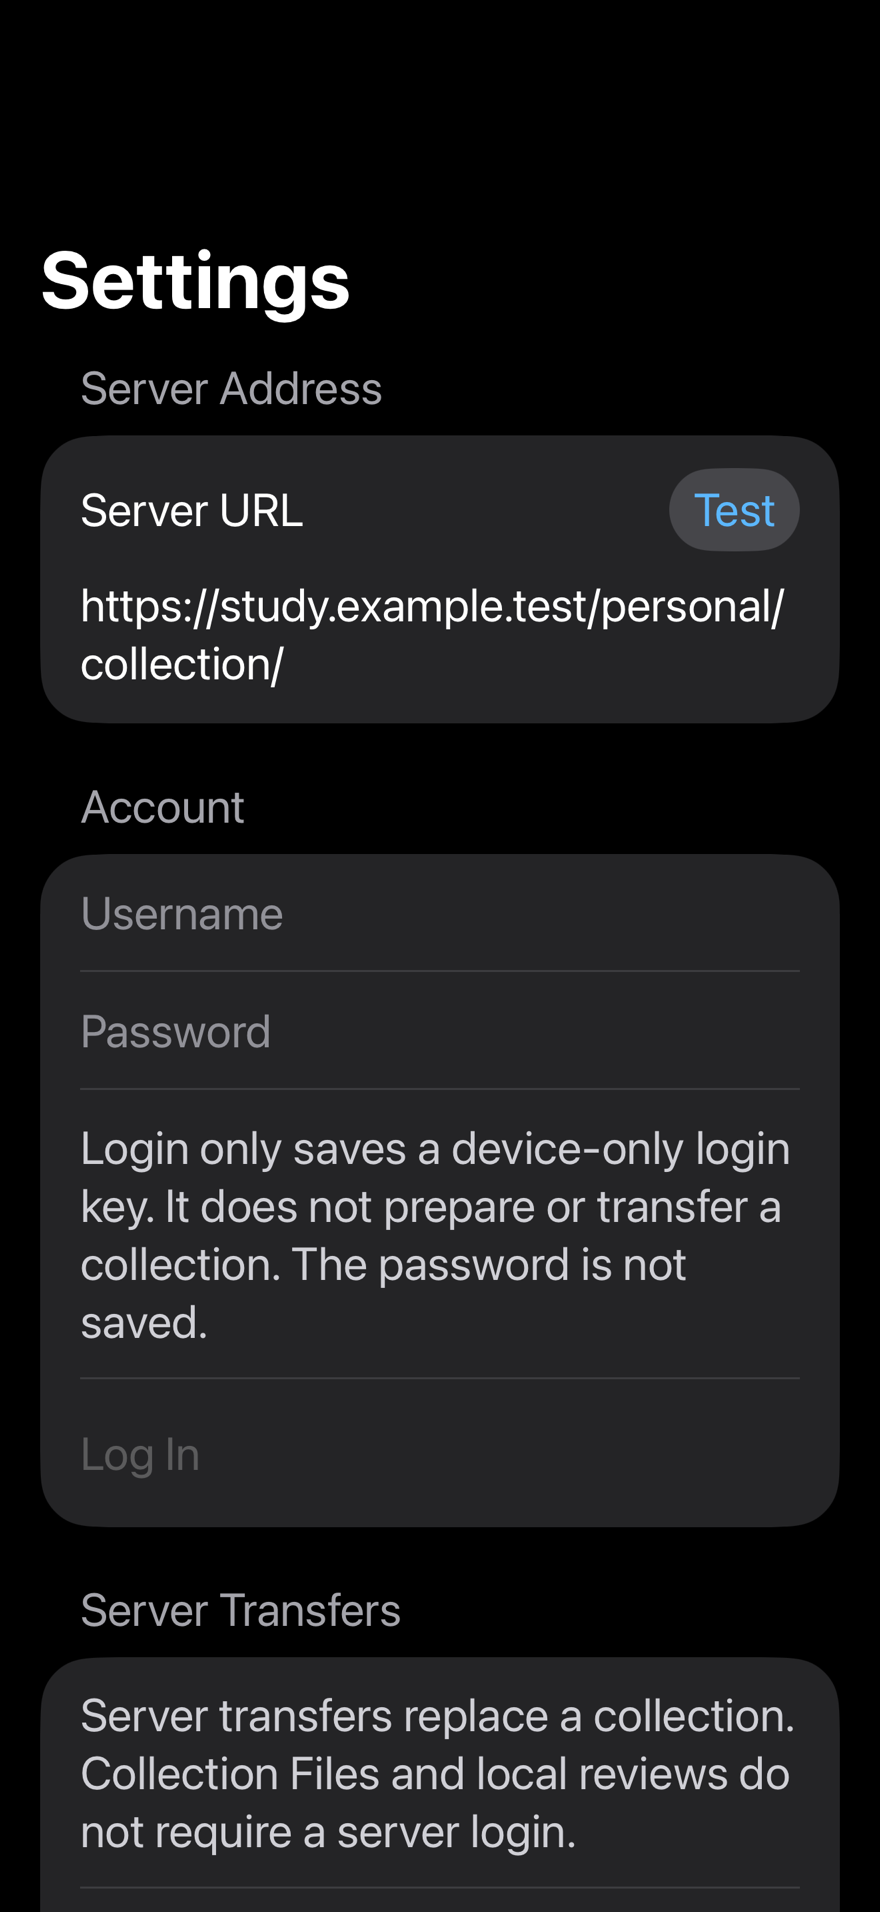 Settings
Server Address
Server URL
Test
https://study.example.test/personal/
collection/
Account
Username
Password
Login only saves a device-only login
key. It does not prepare or transfer a
collection. The password is not
saved.
Log In
Server Transfers
Server transfers replace a collection.
Collection Files and local reviews do
not require a server login.